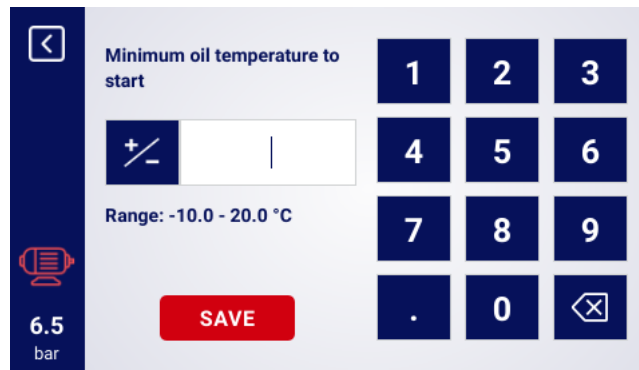 Minimum oil temperature to
start
+/-
Range: -10.0 - 20.0 °C
SAVE
1 2 3
4 5 6
7 8 9
. 0
6.5
bar